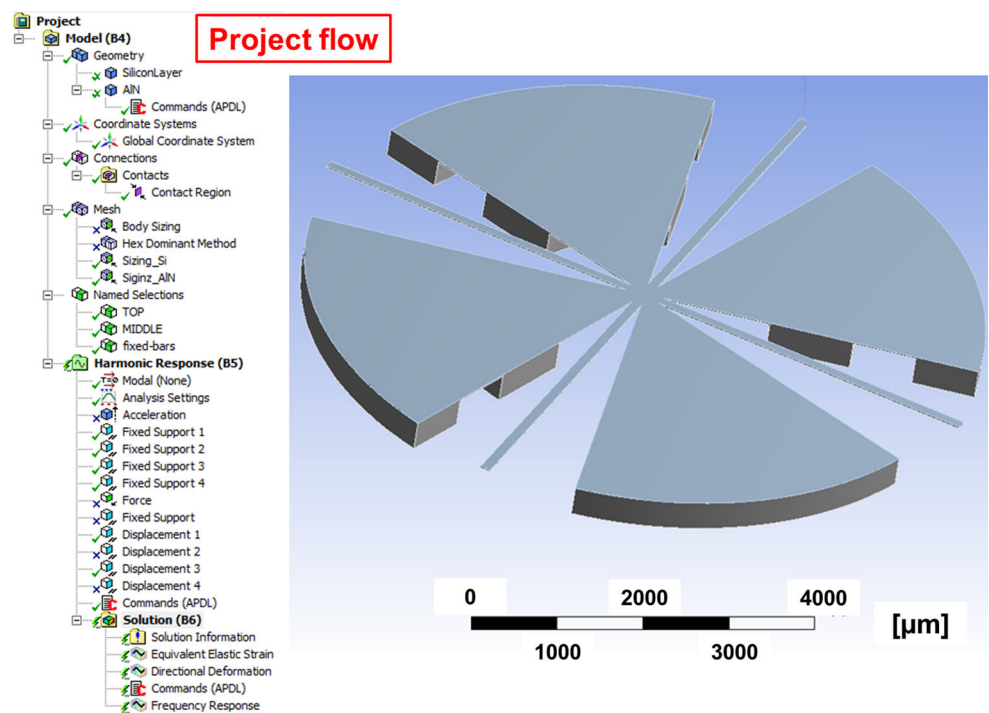 Project
Project flow
Model (B4)
Geometry
SiliconLayer
AlN
Commands (APDL)
Coordinate Systems
Global Coordinate System
Connections
Contacts
Contact Region
Mesh
Body Sizing
Hex Dominant Method
Sizing_Si
Siginz_AlN
Named Selections
TOP
MIDDLE
fixed-bars
Harmonic Response (B5)
Modal (None)
Analysis Settings
Acceleration
Fixed Support 1
Fixed Support 2
Fixed Support 3
Fixed Support 4
Force
Fixed Support
Displacement 1
Displacement 2
Displacement 3
Displacement 4
Commands (APDL)
Solution (B6)
Solution Information
Equivalent Elastic Strain
Directional Deformation
Commands (APDL)
Frequency Response
0 2000 4000
[µm]
1000 3000